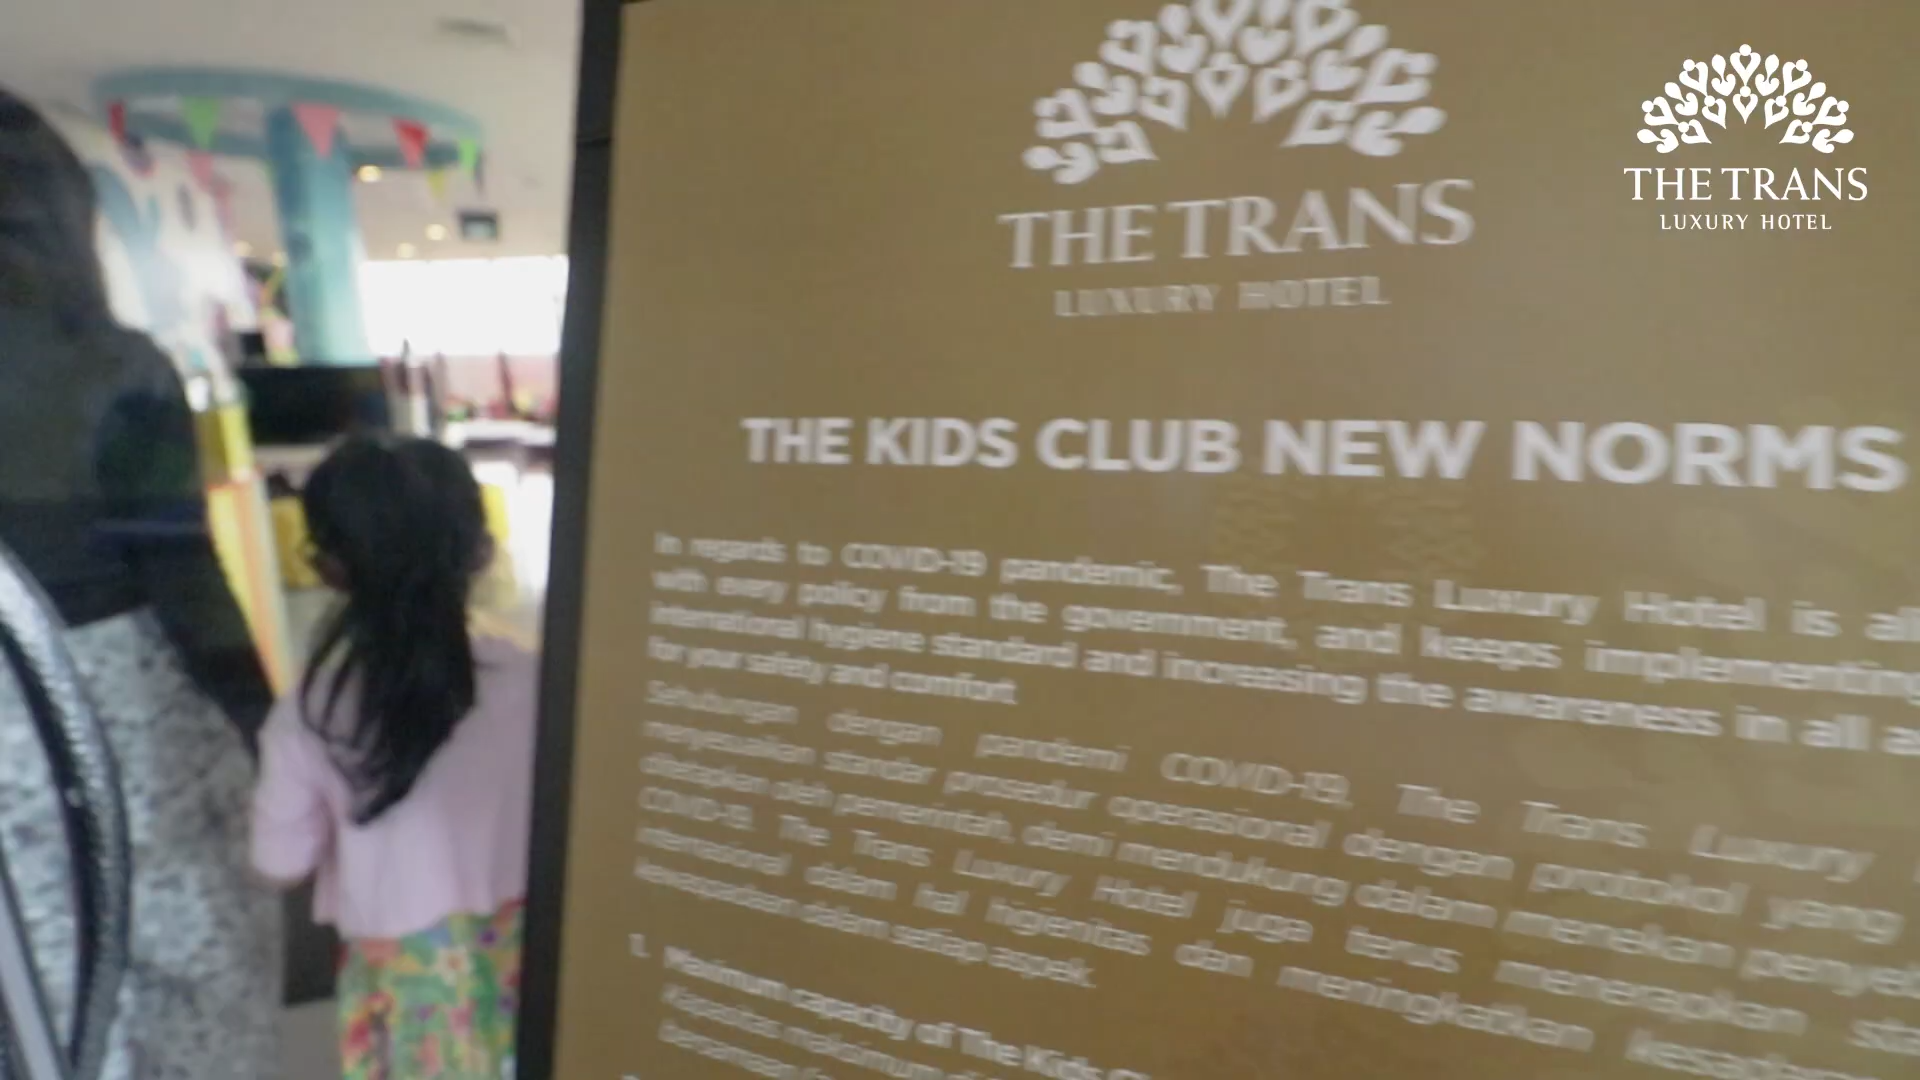 THE TRANS
LUXURY HOTEL
THE TRANS
LUXURY HOTEL
THE KIDS CLUB NEW NORMS
In regards to COVID-19 pandemic, The Trans Luxury Hotel is
with every policy from the government, and keeps implementing
international hygiene standard and increasing the awareness in all
for your safety and comfort
Sehubungan dengan pandemi COVID-19, The Trans Luxury
menyesuaikan standar prosedur operasional dengan protokol yang
ditetapkan oleh pemerintah, demi mendukung dalam menekan
COVID-19. The Trans Luxury Hotel juga terus menerapkan
internasional dalam hal higienitas dan meningkatkan
kewaspadaan dalam setiap aspek.
1. Maximum capacity of The Kids
Kapasitas maksimum